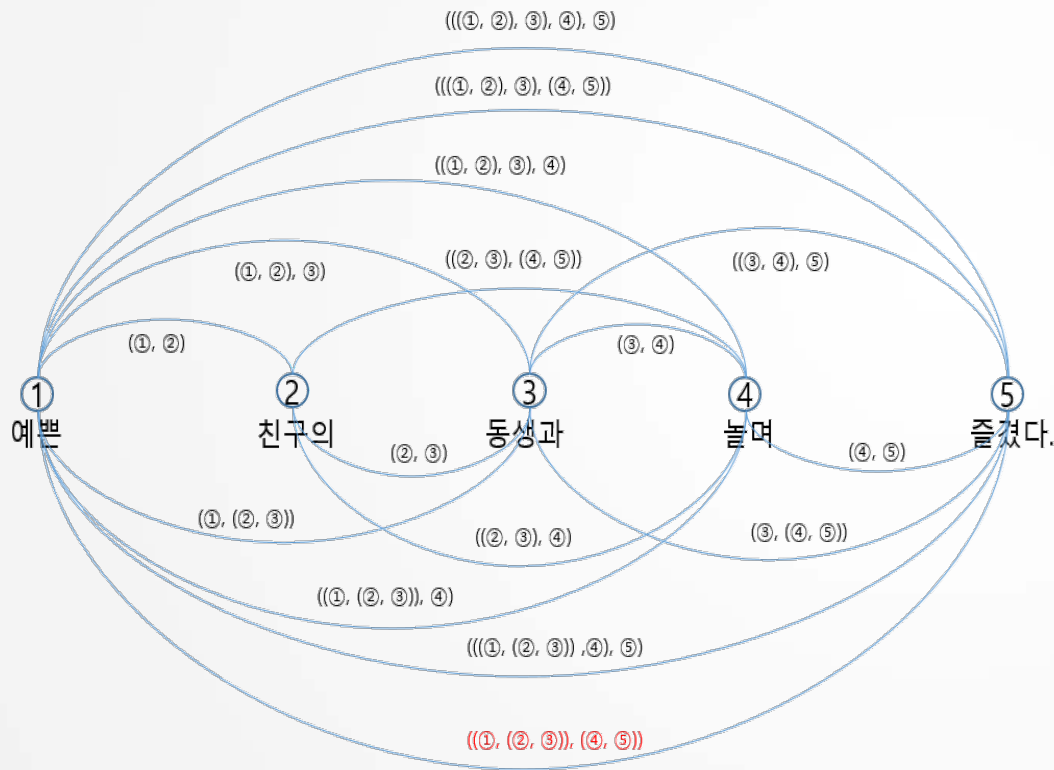 (((①, ②), ③), ④), ⑤)
(((①, ②), ③), (④, ⑤))
((①, ②), ③), ④)
((②, ③), (④, ⑤))
((③, ④), ⑤)
(①, ②), ③)
(①, ②)
(③, ④)
1 2 3 4 5
예쁜 친구의 동생과 놀며 즐겼다.
(②, ③)
(④, ⑤)
(①, (②, ③))
((②, ③), ④)
(③, (④, ⑤))
((①, (②, ③)), ④)
(((①, (②, ③)) ,④), ⑤)
((①, (②, ③)), (④, ⑤))